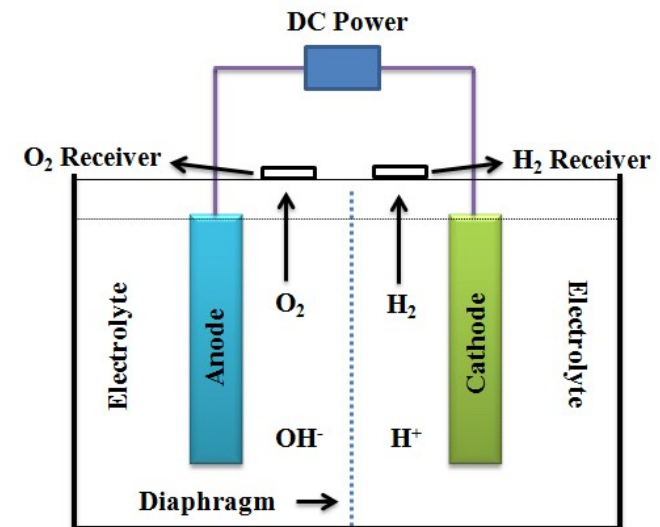 DC Power
O₂ Receiver
H₂ Receiver
Electrolyte
Anode
O₂
H₂
Cathode
Electrolyte
OH⁻
H⁺
Diaphragm